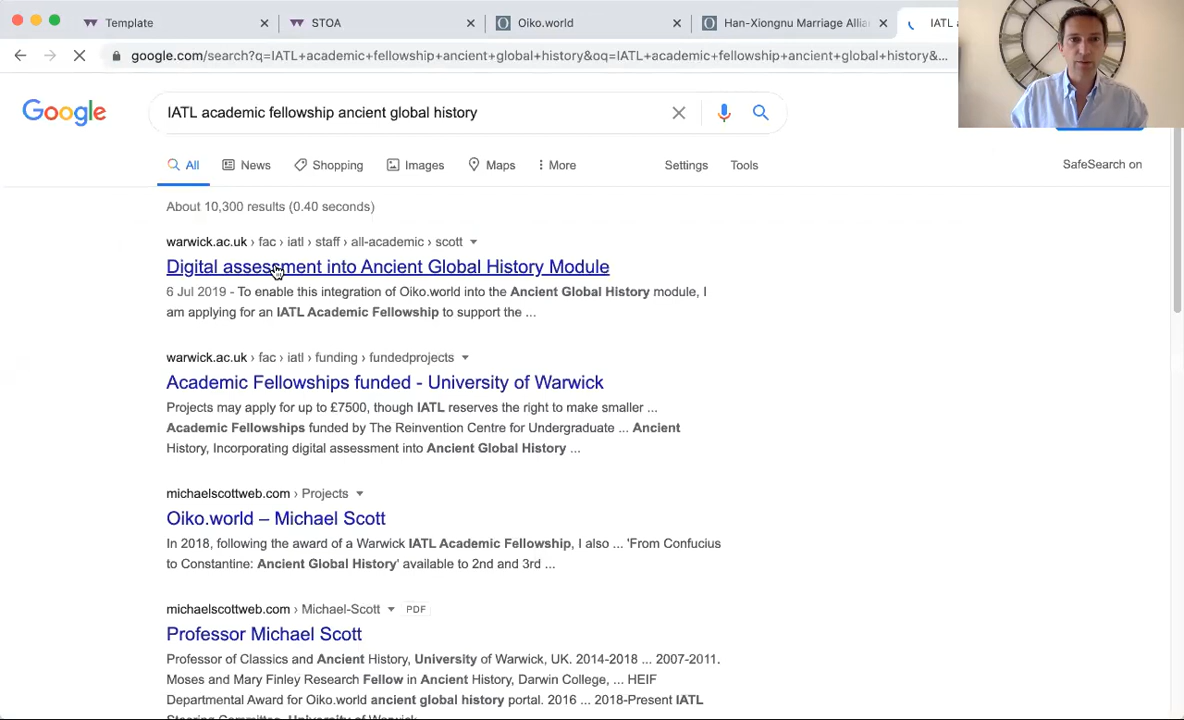 Template
STOA
Oiko.world
Han-Xiongnu Marriage Allia
IATL a
google.com/search?q=IATL+academic+fellowship+ancient+global+history&oq=IATL+academic+fellowship+ancient+global+history&...
Google
IATL academic fellowship ancient global history
All
News
Shopping
Images
Maps
More
Settings
Tools
SafeSearch on
About 10,300 results (0.40 seconds)
warwick.ac.uk › fac › iatl › staff › all-academic › scott
Digital assessment into Ancient Global History Module
6 Jul 2019 - To enable this integration of Oiko.world into the Ancient Global History module, I
am applying for an IATL Academic Fellowship to support the ...
warwick.ac.uk › fac › iatl › funding › fundedprojects
Academic Fellowships funded - University of Warwick
Projects may apply for up to £7500, though IATL reserves the right to make smaller ...
Academic Fellowships funded by The Reinvention Centre for Undergraduate ... Ancient
History, Incorporating digital assessment into Ancient Global History ...
michaelscottweb.com › Projects
Oiko.world – Michael Scott
In 2018, following the award of a Warwick IATL Academic Fellowship, I also ... 'From Confucius
to Constantine: Ancient Global History' available to 2nd and 3rd ...
michaelscottweb.com › Michael-Scott PDF
Professor Michael Scott
Professor of Classics and Ancient History, University of Warwick, UK. 2014-2018 ... 2007-2011.
Moses and Mary Finley Research Fellow in Ancient History, Darwin College, ... HEIF
Departmental Award for Oiko.world ancient global history portal. 2016 ... 2018-Present IATL
Steering Committee, University of Warwick